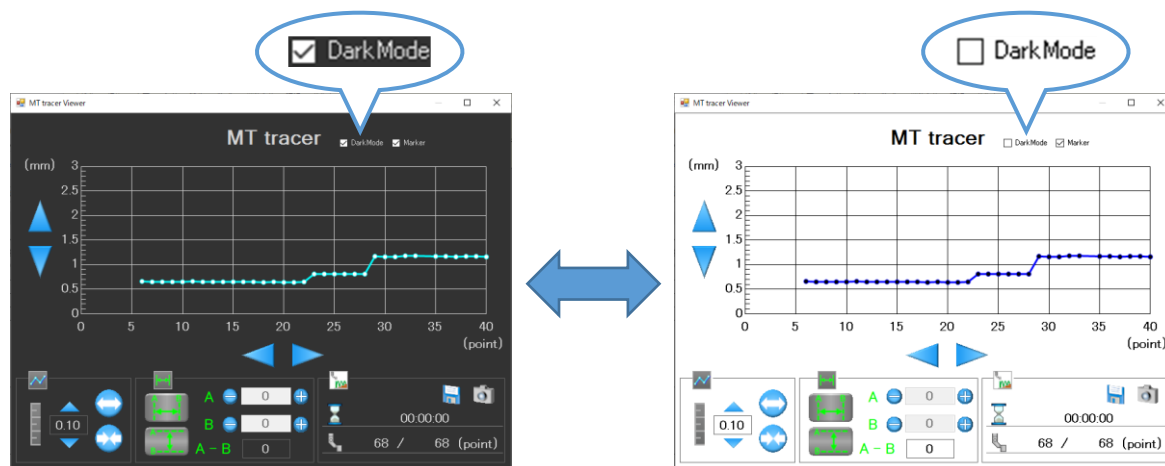 DarkMode
MT tracer Viewer
MT tracer
DarkMode Marker
(mm)
3
2.5
2
1.5
1
0.5
0
0 5 10 15 20 25 30 35 40
(point)
0.10
A 0
B 0
A - B 0
00:00:00
68 / 68 (point)
DarkMode
MT tracer Viewer
MT tracer
DarkMode Marker
(mm)
3
2.5
2
1.5
1
0.5
0
0 5 10 15 20 25 30 35 40
(point)
0.10
A 0
B 0
A - B 0
00:00:00
68 / 68 (point)